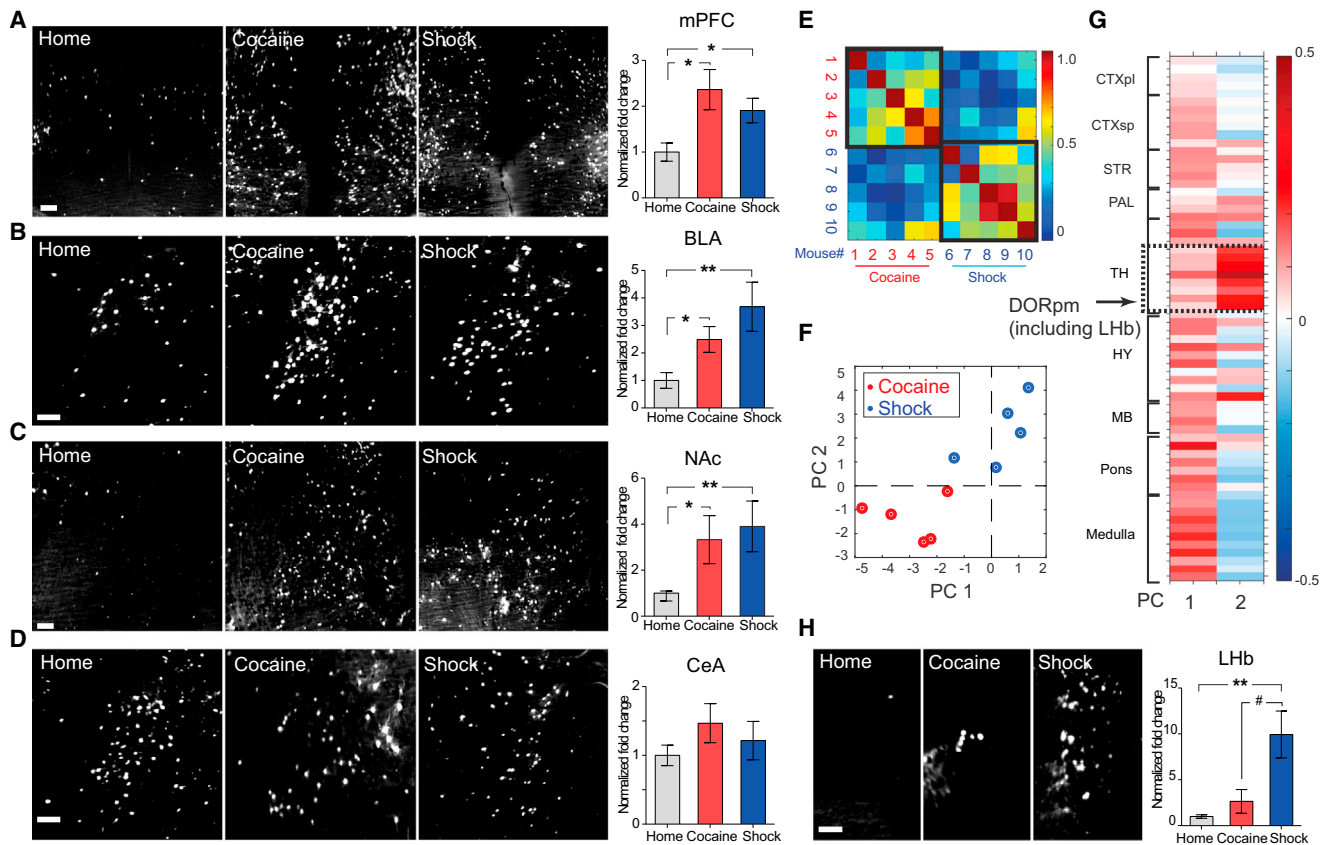 A
Home
Cocaine
Shock
mPFC
Normalized fold change
3
2
1
0
*
*
Home Cocaine Shock
B
Home
Cocaine
Shock
BLA
Normalized fold change
5
4
3
2
1
0
**
*
Home Cocaine Shock
C
Home
Cocaine
Shock
NAc
Normalized fold change
6
4
2
0
**
*
Home Cocaine Shock
D
Home
Cocaine
Shock
CeA
Normalized fold change
2
1
0
Home Cocaine Shock
E
1
2
3
4
5
6
7
8
9
10
Mouse# 1 2 3 4 5 6 7 8 9 10
Cocaine Shock
1.0
0.5
0
F
Cocaine
Shock
PC 2
5
4
3
2
1
0
-1
-2
-3
-5 -4 -3 -2 -1 0 1 2
PC 1
G
CTXpl
CTXsp
STR
PAL
TH
DORpm
(including LHb)
HY
MB
Pons
Medulla
PC 1 2
0.5
0
-0.5
H
Home
Cocaine
Shock
LHb
Normalized fold change
15
10
5
0
**
#
Home Cocaine Shock